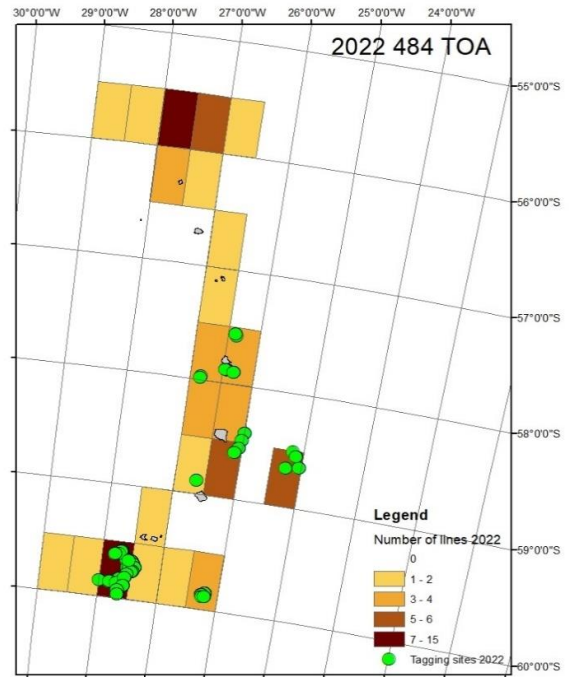 30°0'0"W 29°0'0"W 28°0'0"W 27°0'0"W 26°0'0"W 25°0'0"W 24°0'0"W
2022 484 TOA
55°0'0"S
56°0'0"S
57°0'0"S
58°0'0"S
59°0'0"S
60°0'0"S
Legend
Number of lines 2022
0
1 - 2
3 - 4
5 - 6
7 - 15
Tagging sites 2022